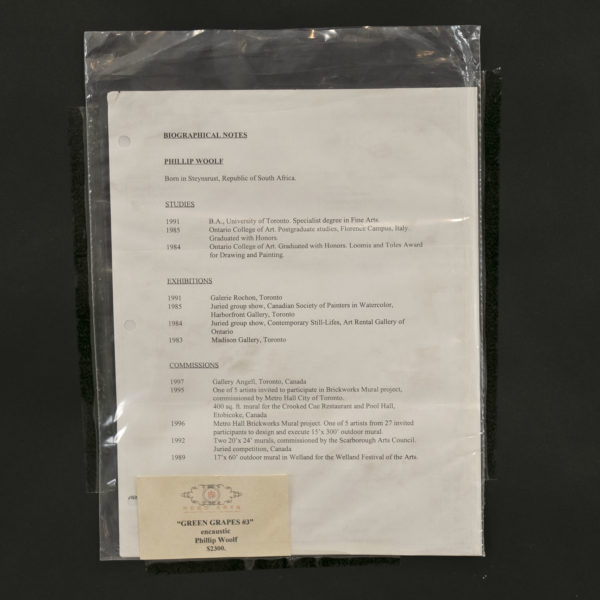 BIOGRAPHICAL NOTES
PHILLIP WOOLF
Born in Steynsrust, Republic of South Africa.
STUDIES
1991 B.A., University of Toronto. Specialist degree in Fine Arts.
1985 Ontario College of Art. Postgraduate studies, Florence Campus, Italy.
Graduated with Honors.
1984 Ontario College of Art. Graduated with Honors. Loomis and Toles Award
for Drawing and Painting.
EXHIBITIONS
1991 Galerie Rochon, Toronto
1985 Juried group show, Canadian Society of Painters in Watercolor,
Harborfront Gallery, Toronto
1984 Juried group show, Contemporary Still-Lifes, Art Rental Gallery of
Ontario
1983 Madison Gallery, Toronto
COMMISSIONS
1997 Gallery Angell, Toronto, Canada
1995 One of 5 artists invited to participate in Brickworks Mural project,
commissioned by Metro Hall City of Toronto.
400 sq. ft. mural for the Crooked Cue Restaurant and Pool Hall,
Etobicoke, Canada
1996 Metro Hall Brickworks Mural project. One of 5 artists from 27 invited
participants to design and execute 15'x 300' outdoor mural.
1992 Two 20'x 24' murals, commissioned by the Scarborough Arts Council.
Juried competition, Canada
1989 17'x 60' outdoor mural in Welland for the Welland Festival of the Arts.
"GREEN GRAPES #3"
encaustic
Phillip Woolf
$2300.